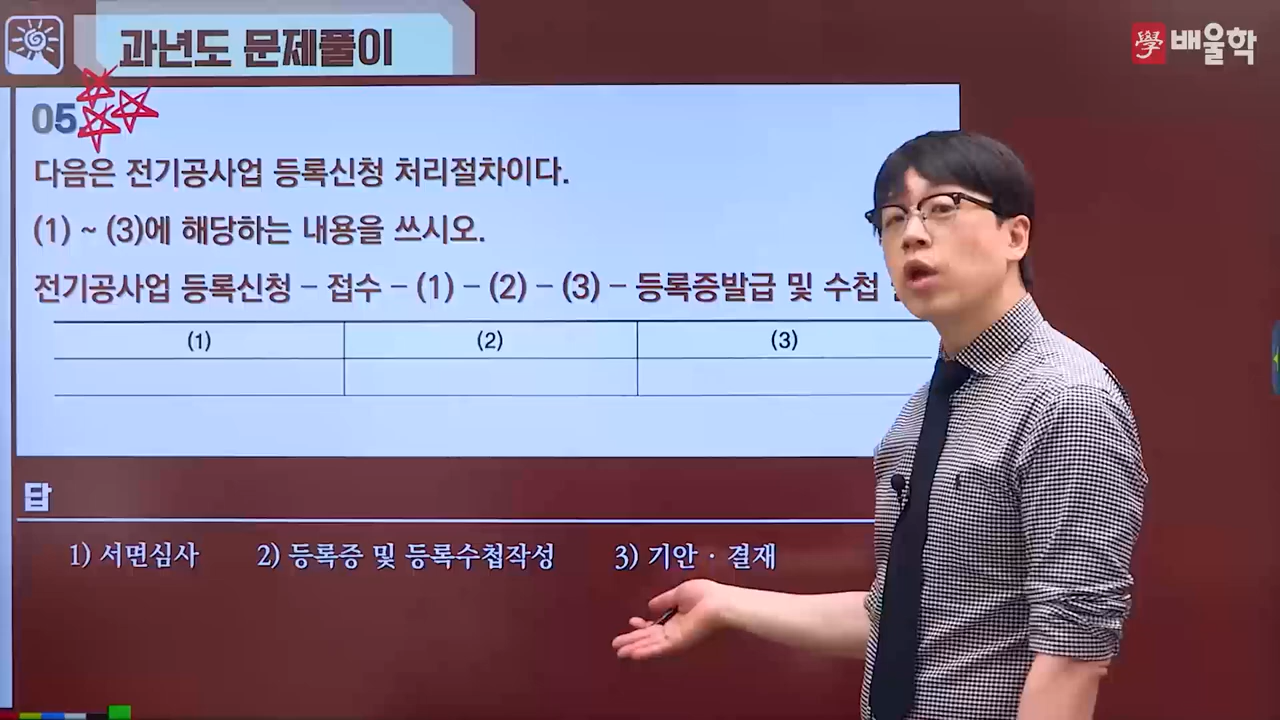 과년도 문제풀이
學 배울학
05.
다음은 전기공사업 등록신청 처리절차이다.
(1) ~ (3)에 해당하는 내용을 쓰시오.
전기공사업 등록신청 – 접수 – (1) – (2) – (3) – 등록증발급 및 수첩
(1) (2) (3)
답
1) 서면심사 2) 등록증 및 등록수첩작성 3) 기안 · 결재